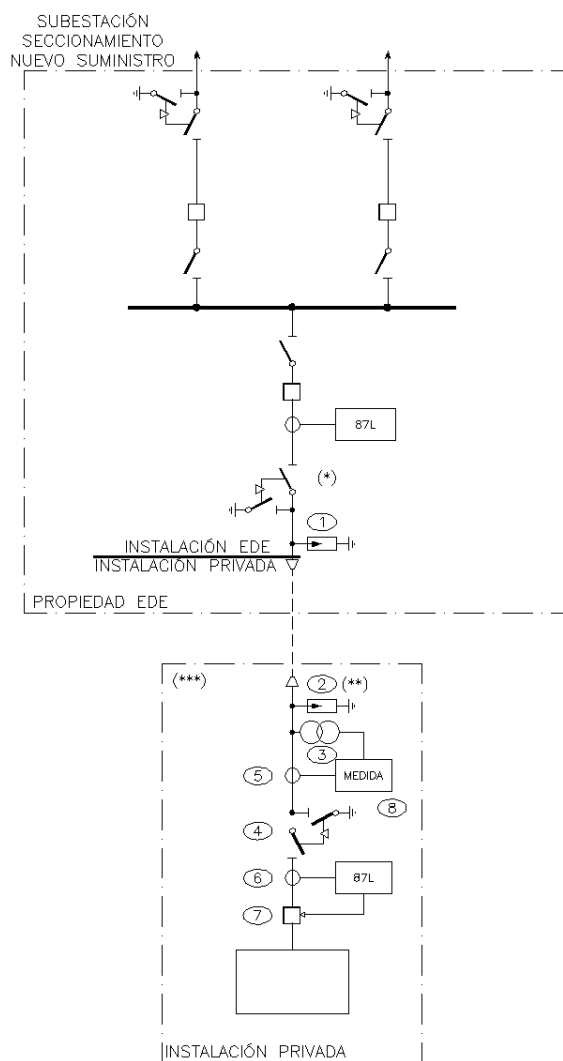 SUBESTACIÓN
SECCIONAMIENTO
NUEVO SUMINISTRO
87L
(*)
1
INSTALACIÓN EDE
INSTALACIÓN PRIVADA
PROPIEDAD EDE
(***)
2 (**)
3
5
MEDIDA
8
4
6
87L
7
INSTALACIÓN PRIVADA